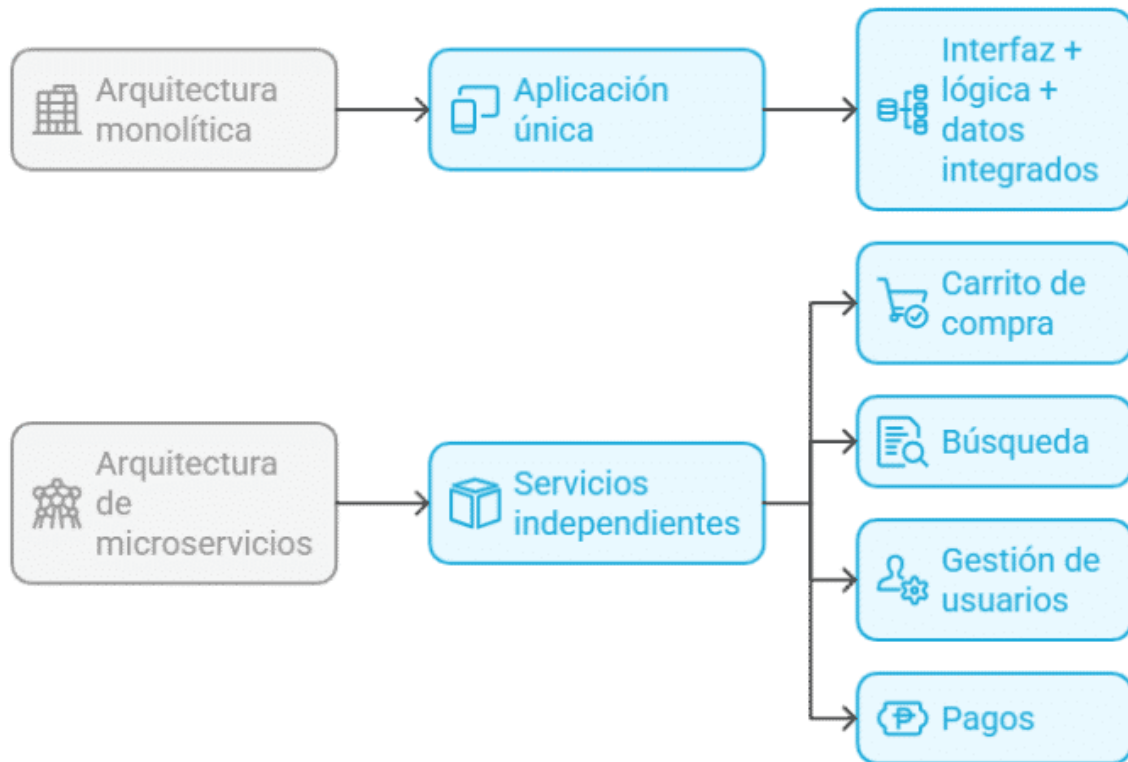 Arquitectura
monolítica
Aplicación
única
Interfaz +
lógica +
datos
integrados
Arquitectura
de
microservicios
Servicios
independientes
Carrito de
compra
Búsqueda
Gestión de
usuarios
Pagos